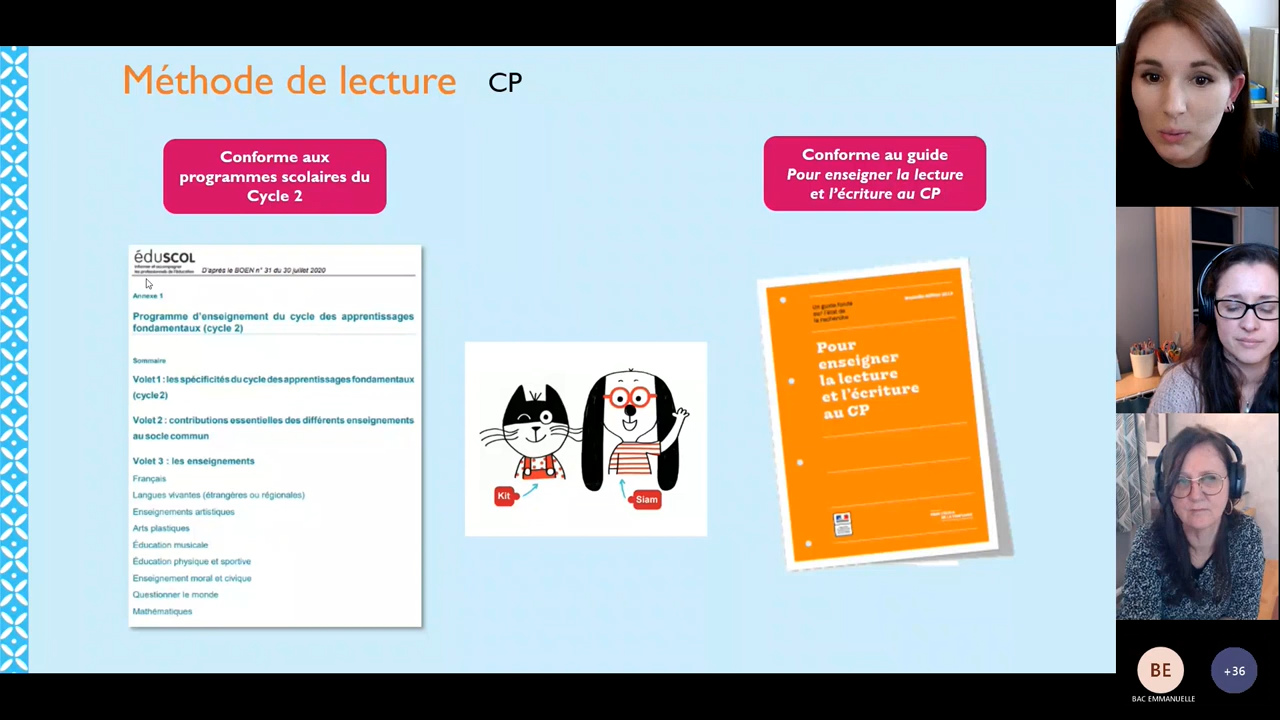 Méthode de lecture CP
Conforme aux
programmes scolaires du
Cycle 2
Conforme au guide
Pour enseigner la lecture
et l'écriture au CP
éduSCOL
Informer et accompagner
les professionnels de l'éducation
D'après le BOEN n° 31 du 30 juillet 2020
Annexe 1
Programme d'enseignement du cycle des apprentissages
fondamentaux (cycle 2)
Sommaire
Volet 1 : les spécificités du cycle des apprentissages fondamentaux
(cycle 2)
Volet 2 : contributions essentielles des différents enseignements
au socle commun
Volet 3 : les enseignements
Français
Langues vivantes (étrangères ou régionales)
Enseignements artistiques
Arts plastiques
Éducation musicale
Éducation physique et sportive
Enseignement moral et civique
Questionner le monde
Mathématiques
Kit
Siam
Un guide fondé
sur l'état de
la recherche
Pour
enseigner
la lecture
et l'écriture
au CP
BE
+36
BAC EMMANUELLE